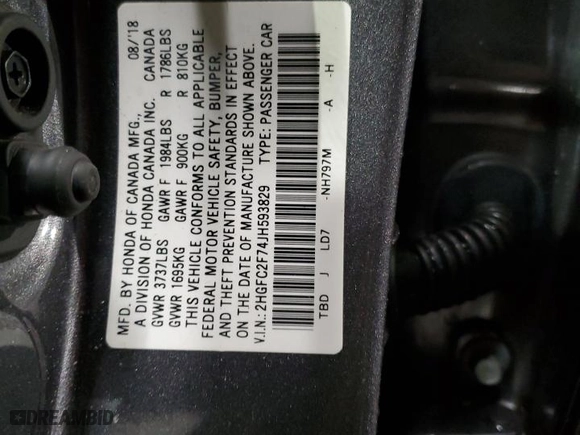 MFD. BY HONDA OF CANADA MFG., 08/'18
A DIVISION OF HONDA CANADA INC. CANADA
GVWR 3737LBS GAWR F 1984LBS R 1786LBS
GVWR 1695KG GAWR F 900KG R 810KG
THIS VEHICLE CONFORMS TO ALL APPLICABLE
FEDERAL MOTOR VEHICLE SAFETY, BUMPER,
AND THEFT PREVENTION STANDARDS IN EFFECT
ON THE DATE OF MANUFACTURE SHOWN ABOVE.
V.I.N.: 2HGFC2F74JH593829 TYPE: PASSENGER CAR
TBD J LD7 -NH797M -A -H
DREAMBID